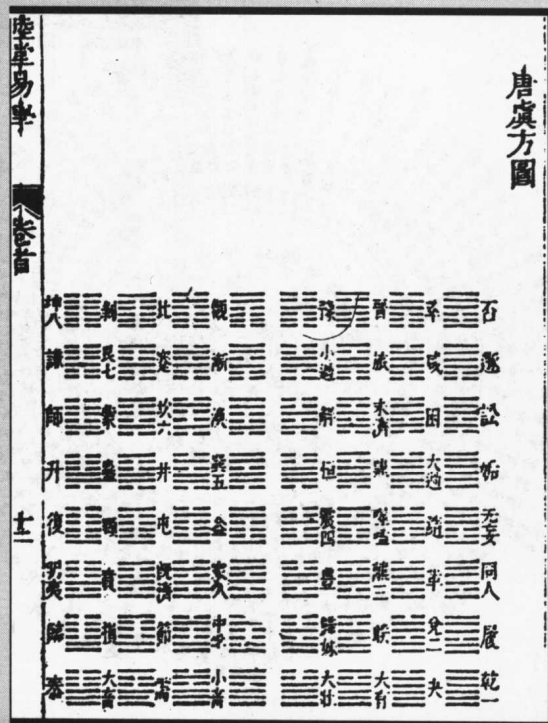 唐虞方圖
否 萃 晉 豫 觀 比 剝 坤八
遯 咸 旅 小過 漸 蹇 艮七 謙
訟 困 未濟 解 渙 坎六 蒙 師
姤 大過 鼎 恒 巽五 井 蠱 升
无妄 隨 噬嗑 震四 益 屯 頤 復
同人 革 離三 豐 家人 既濟 賁 明夷
履 兌二 睽 歸妹 中孚 節 損 臨
乾一 夬 大有 大壯 小畜 需 大畜 泰
陸堂易學
卷首
十二